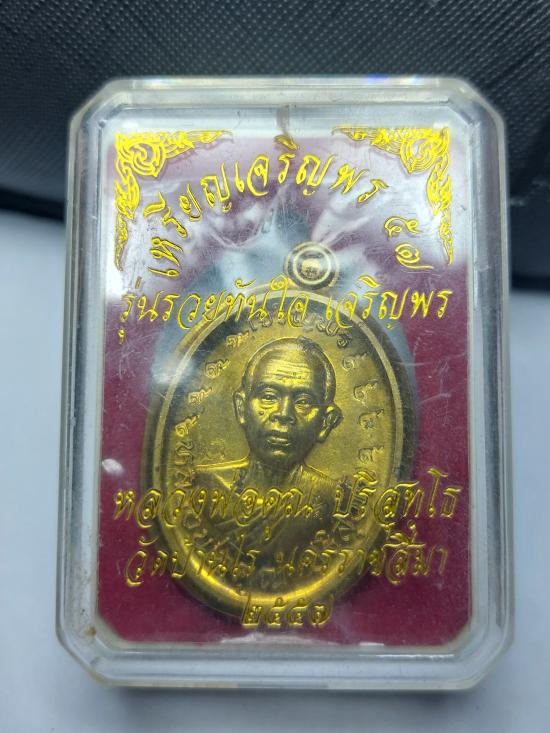 เหรียญเจริญพร ๕๗
รุ่นรวยทันใจ เจริญพร
หลวงพ่อคูณ ปริสุทฺโธ
วัดบ้านไร่ นครราชสีมา
๒๕๕๗